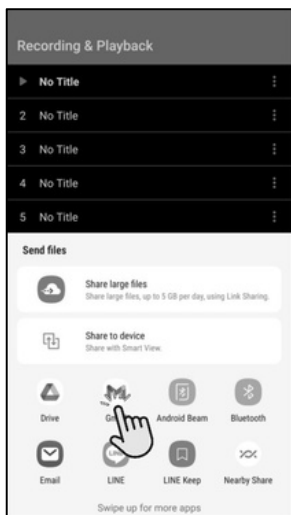 Recording & Playback
No Title
2 No Title
3 No Title
4 No Title
5 No Title
Send files
Share large files
Share large files, up to 5 GB per day, using Link Sharing.
Share to device
Share with Smart View.
Drive
Android Beam
Bluetooth
LINE
Email
LINE
LINE Keep
Nearby Share
Swipe up for more apps